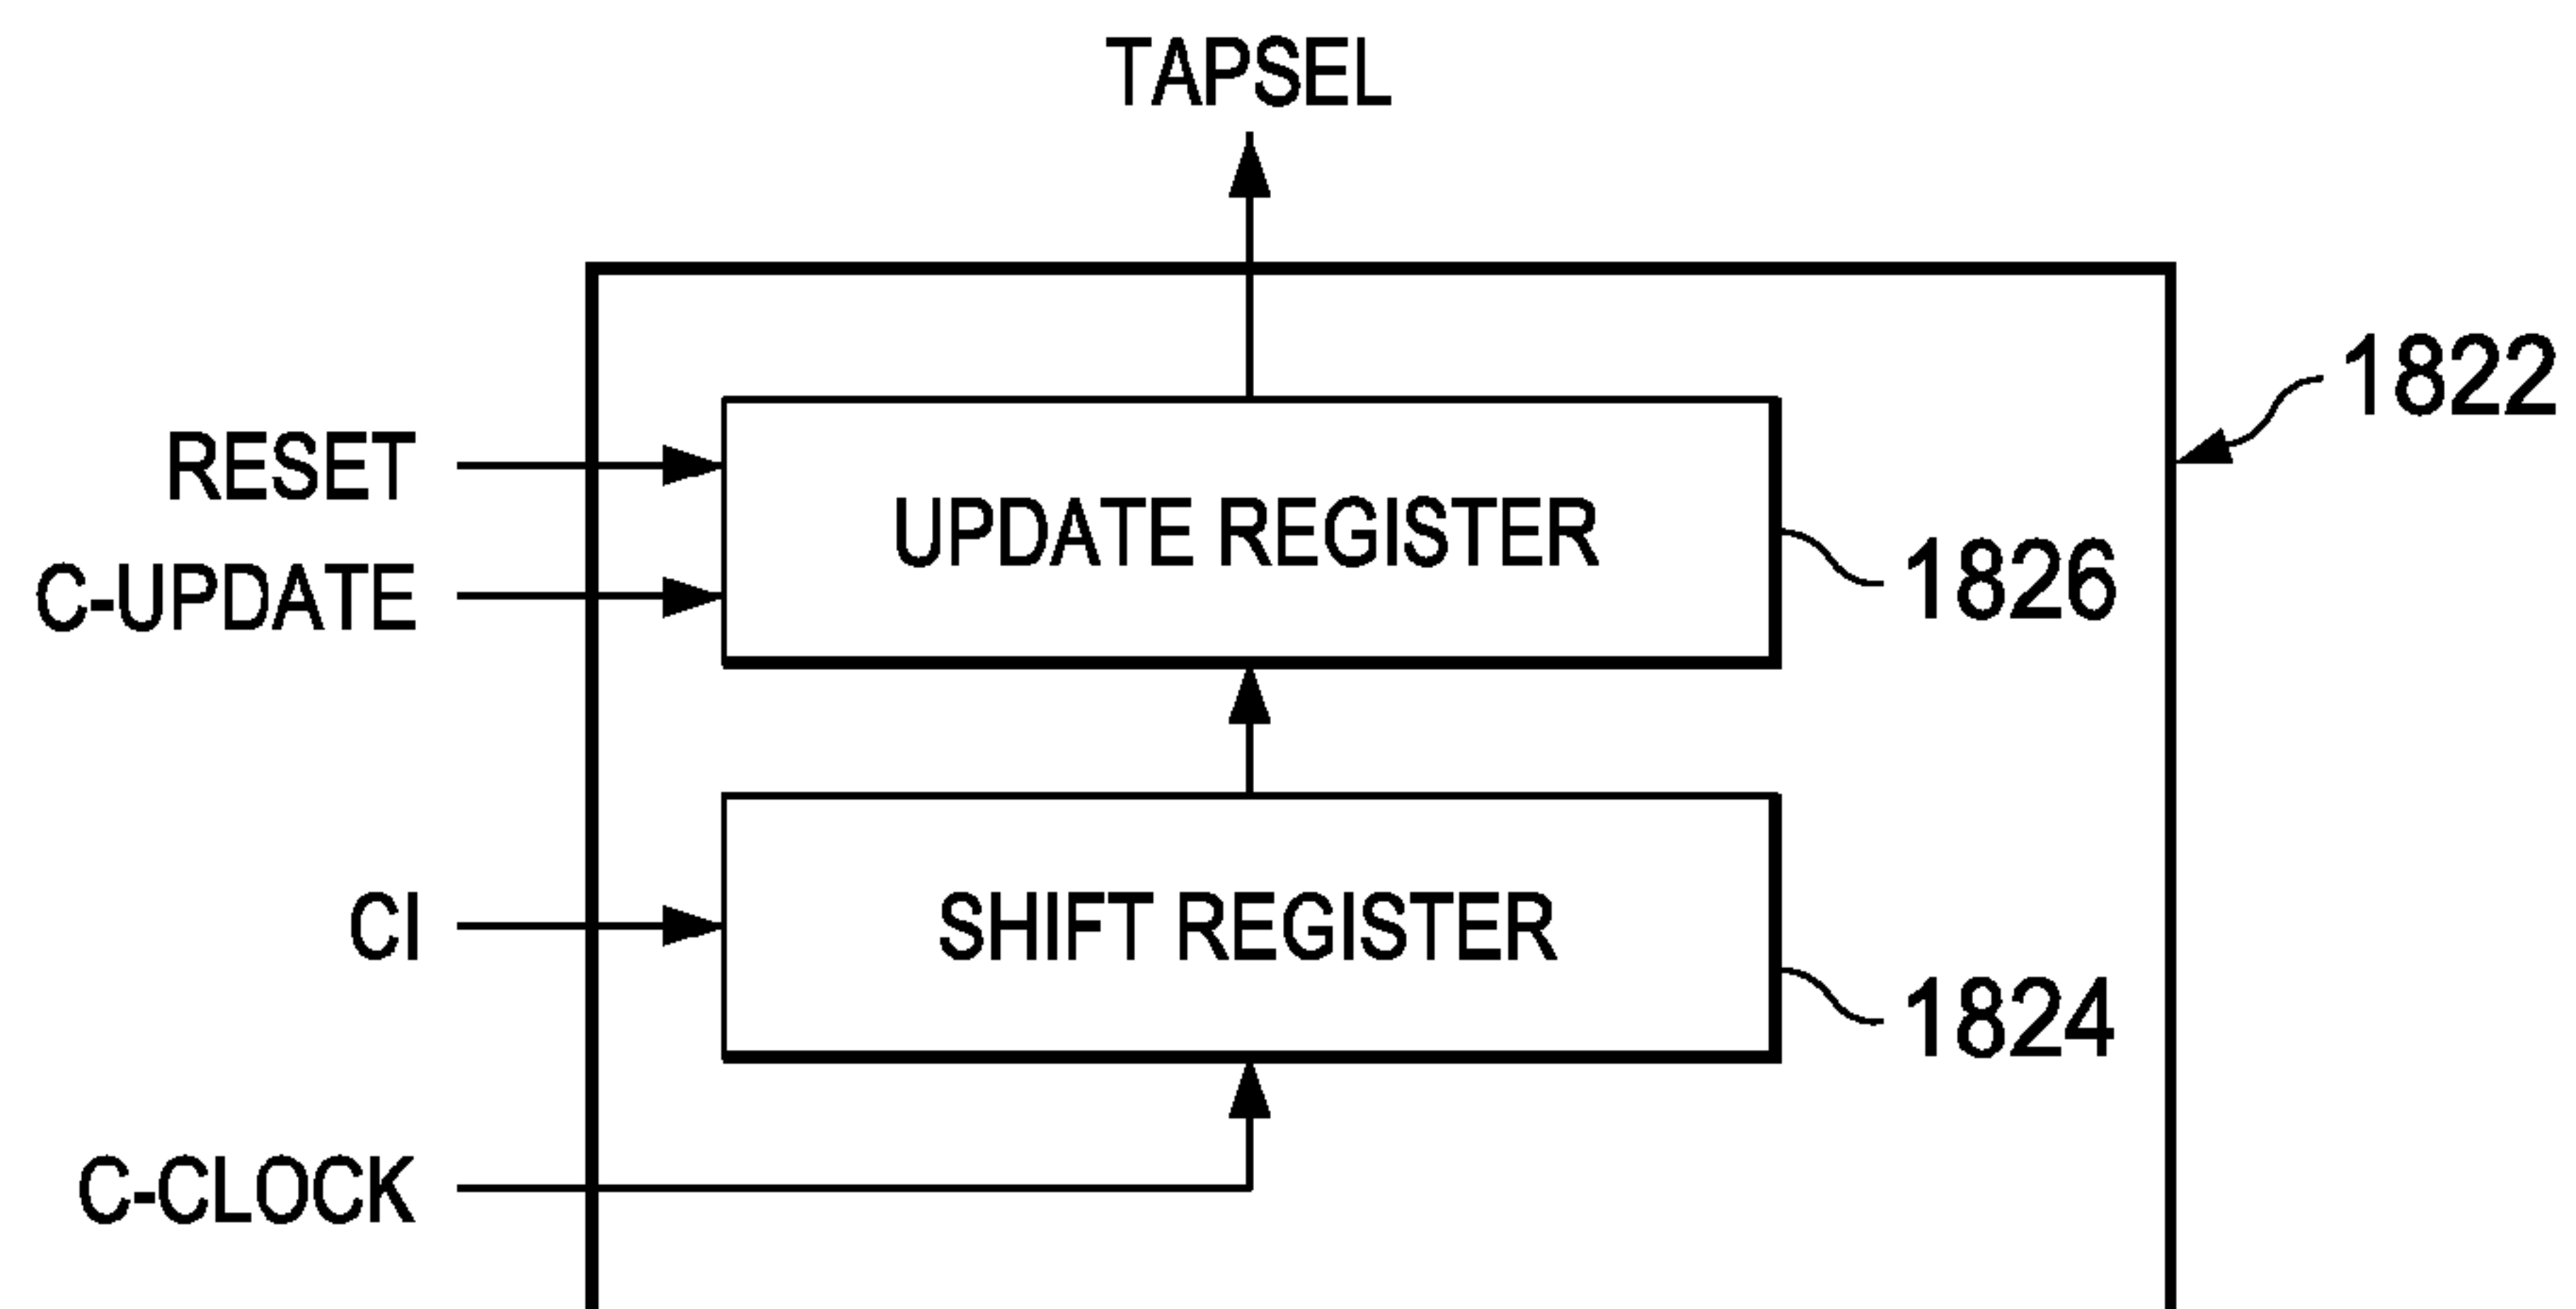 TAPSEL
1822
RESET
UPDATE REGISTER
C-UPDATE
1826
CI
SHIFT REGISTER
1824
C-CLOCK